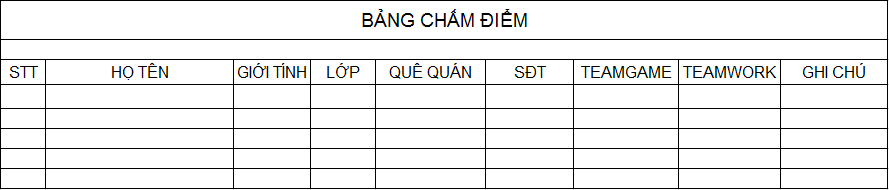 BẢNG CHẤM ĐIỂM
STT HỌ TÊN GIỚI TÍNH LỚP QUÊ QUÁN SĐT TEAMGAME TEAMWORK GHI CHÚ